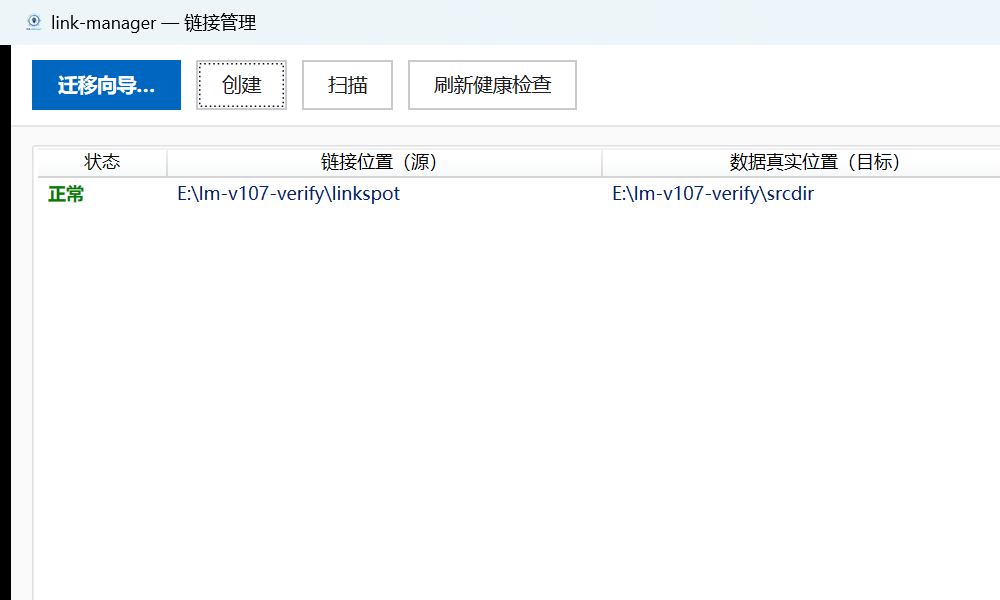 link-manager — 链接管理
迁移向导... 创建 扫描 刷新健康检查
状态 链接位置（源） 数据真实位置（目标）
正常 E:\lm-v107-verify\linkspot E:\lm-v107-verify\srcdir